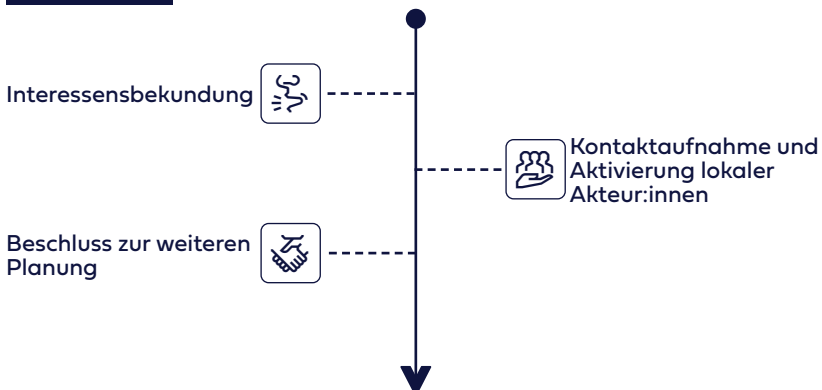 Interessensbekundung
Kontaktaufnahme und
Aktivierung lokaler
Akteur:innen
Beschluss zur weiteren
Planung